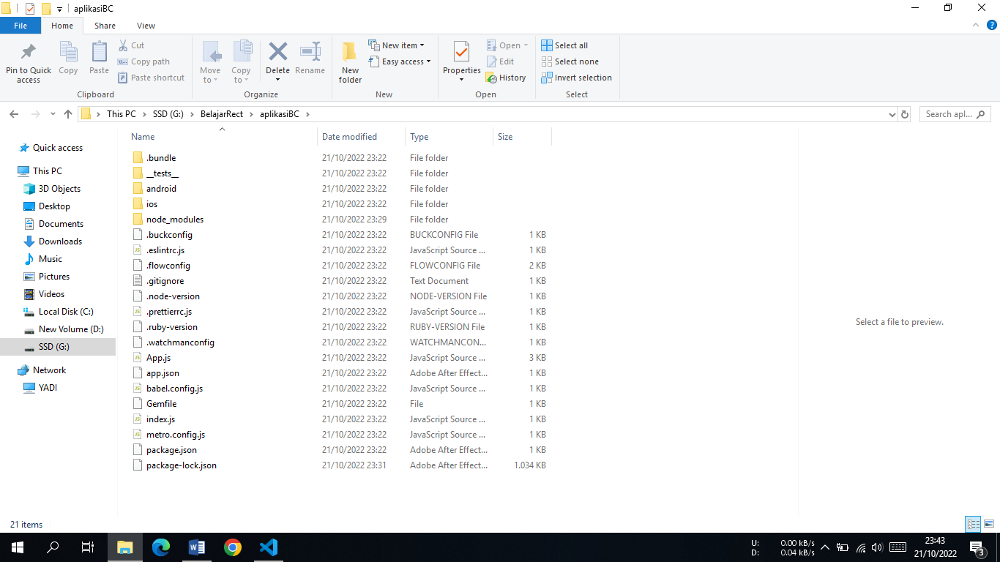 aplikasiBC
File Home Share View
Pin to Quick access
Copy
Paste
Cut
Copy path
Paste shortcut
Clipboard
Move to
Copy to
Delete
Rename
Organize
New folder
New item
Easy access
New
Properties
Open
Edit
History
Open
Select all
Select none
Invert selection
Select
This PC > SSD (G:) > BelajarRect > aplikasiBC >
Search apl...
Quick access
This PC
3D Objects
Desktop
Documents
Downloads
Music
Pictures
Videos
Local Disk (C:)
New Volume (D:)
SSD (G:)
Network
YADI
Name Date modified Type Size
.bundle 21/10/2022 23:22 File folder
__tests__ 21/10/2022 23:22 File folder
android 21/10/2022 23:22 File folder
ios 21/10/2022 23:22 File folder
node_modules 21/10/2022 23:29 File folder
.buckconfig 21/10/2022 23:22 BUCKCONFIG File 1 KB
.eslintrc.js 21/10/2022 23:22 JavaScript Source ... 1 KB
.flowconfig 21/10/2022 23:22 FLOWCONFIG File 2 KB
.gitignore 21/10/2022 23:22 Text Document 1 KB
.node-version 21/10/2022 23:22 NODE-VERSION File 1 KB
.prettierrc.js 21/10/2022 23:22 JavaScript Source ... 1 KB
.ruby-version 21/10/2022 23:22 RUBY-VERSION File 1 KB
.watchmanconfig 21/10/2022 23:22 WATCHMANCON... 1 KB
App.js 21/10/2022 23:22 JavaScript Source ... 3 KB
app.json 21/10/2022 23:22 Adobe After Effect... 1 KB
babel.config.js 21/10/2022 23:22 JavaScript Source ... 1 KB
Gemfile 21/10/2022 23:22 File 1 KB
index.js 21/10/2022 23:22 JavaScript Source ... 1 KB
metro.config.js 21/10/2022 23:22 JavaScript Source ... 1 KB
package.json 21/10/2022 23:22 Adobe After Effect... 1 KB
package-lock.json 21/10/2022 23:31 Adobe After Effect... 1.034 KB
Select a file to preview.
21 items
U: 0.00 kB/s
D: 0.04 kB/s
23:43
21/10/2022
3